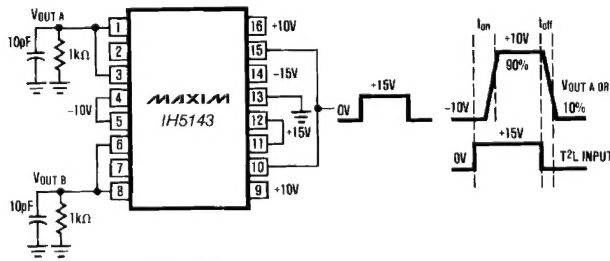 VOUT A
10pF
1kΩ
1
2
3
4
5
6
7
8
-10V
VOUT B
10pF
1kΩ
MAXIM
IH5143
16
15
14
13
12
11
10
9
+10V
-15V
+15V
+10V
0V
+15V
ton
toff
+10V
90%
-10V
VOUT A OR
10%
+15V
0V
T²L INPUT